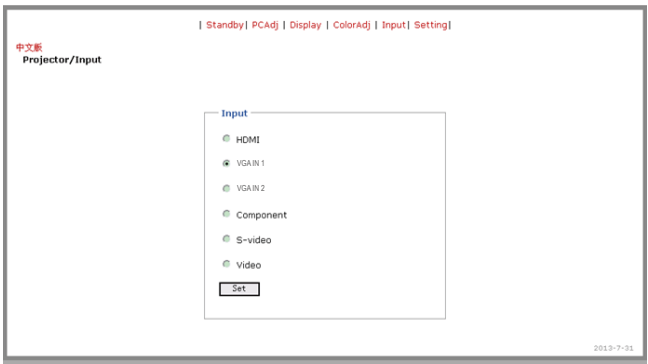 | Standby| PCAdj | Display | ColorAdj | Input| Setting|
中文版
Projector/Input
Input
HDMI
VGA IN 1
VGA IN 2
Component
S-video
Video
Set
2013-7-31